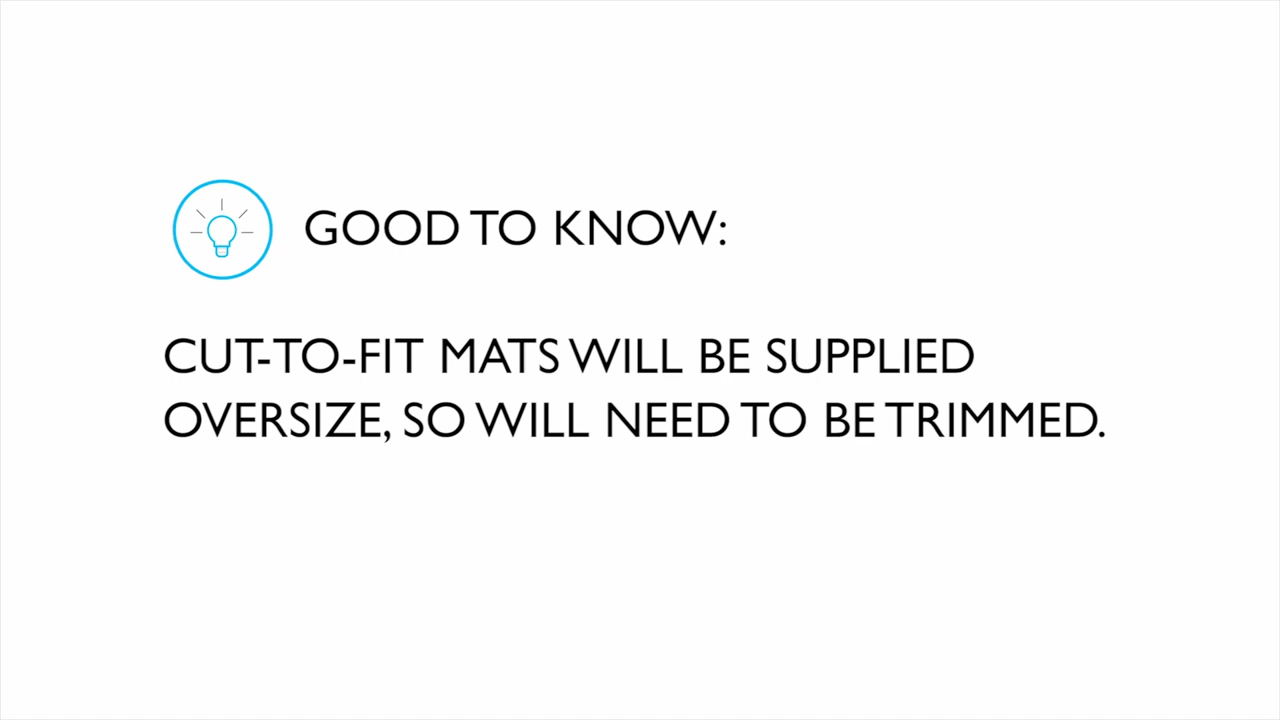 GOOD TO KNOW:
CUT-TO-FIT MATS WILL BE SUPPLIED
OVERSIZE, SO WILL NEED TO BE TRIMMED.